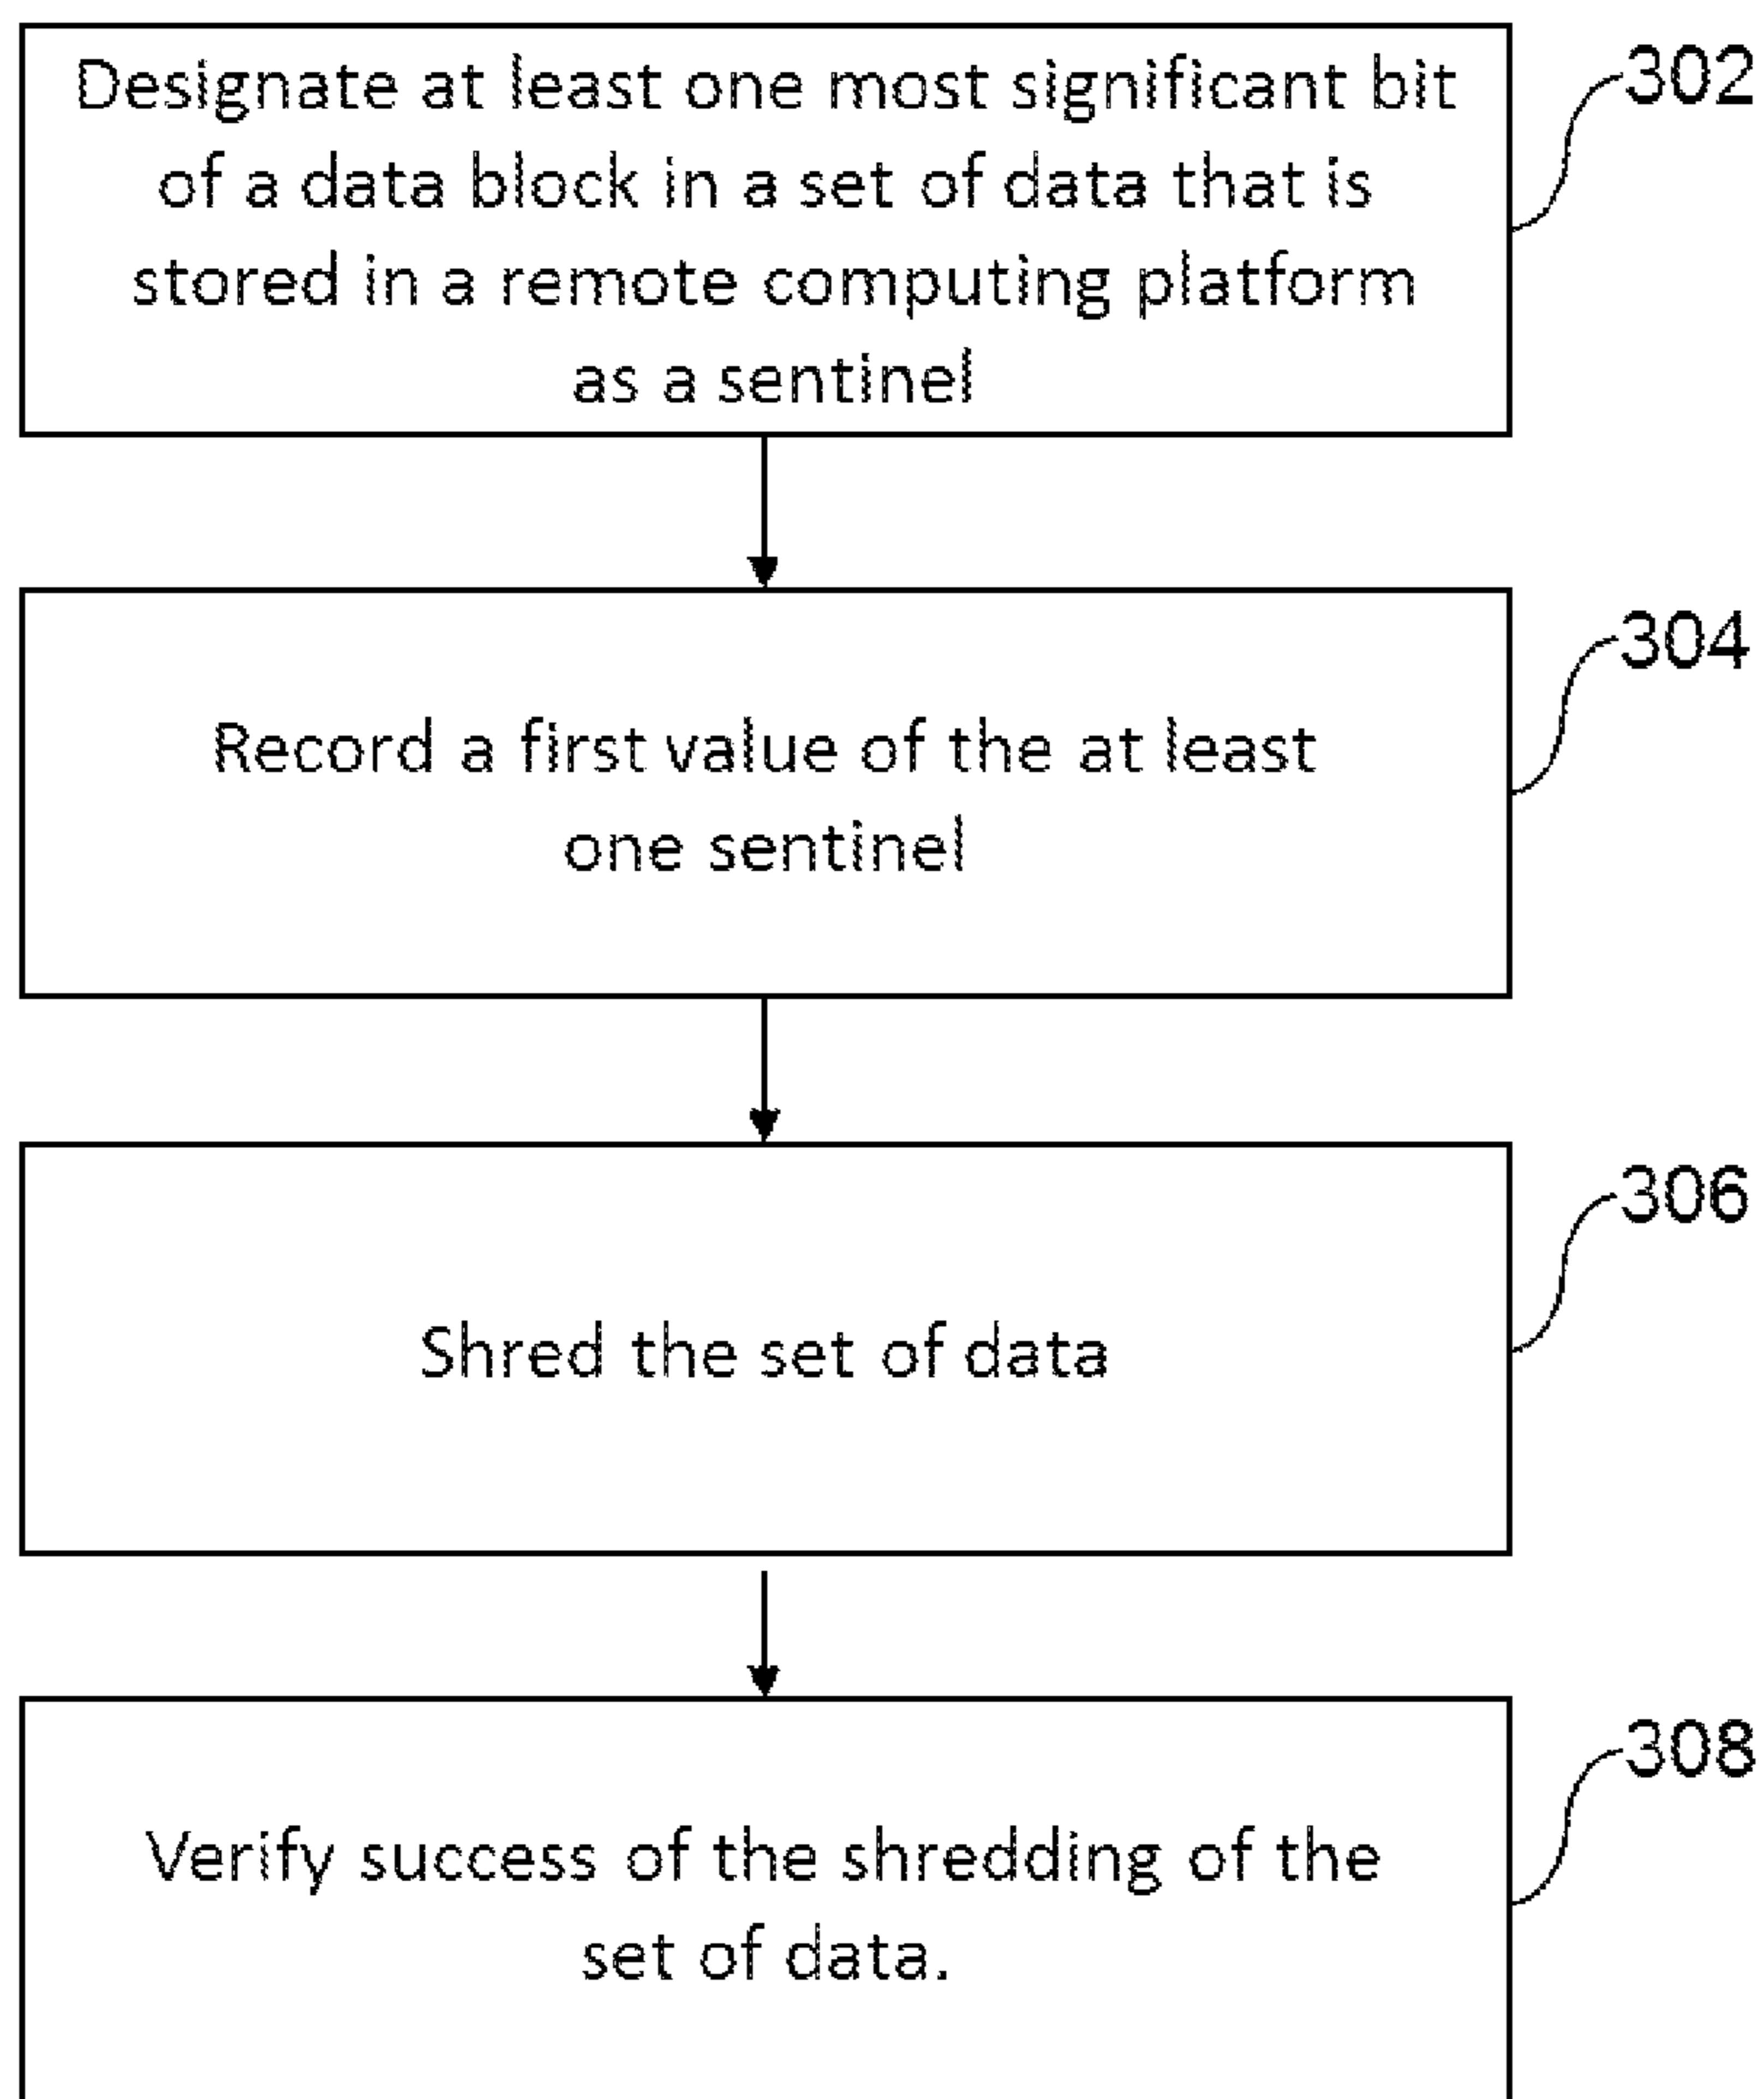 Designate at least one most significant bit
of a data block in a set of data that is
stored in a remote computing platform
as a sentinel
302
Record a first value of the at least
one sentinel
304
Shred the set of data
306
Verify success of the shredding of the
set of data.
308